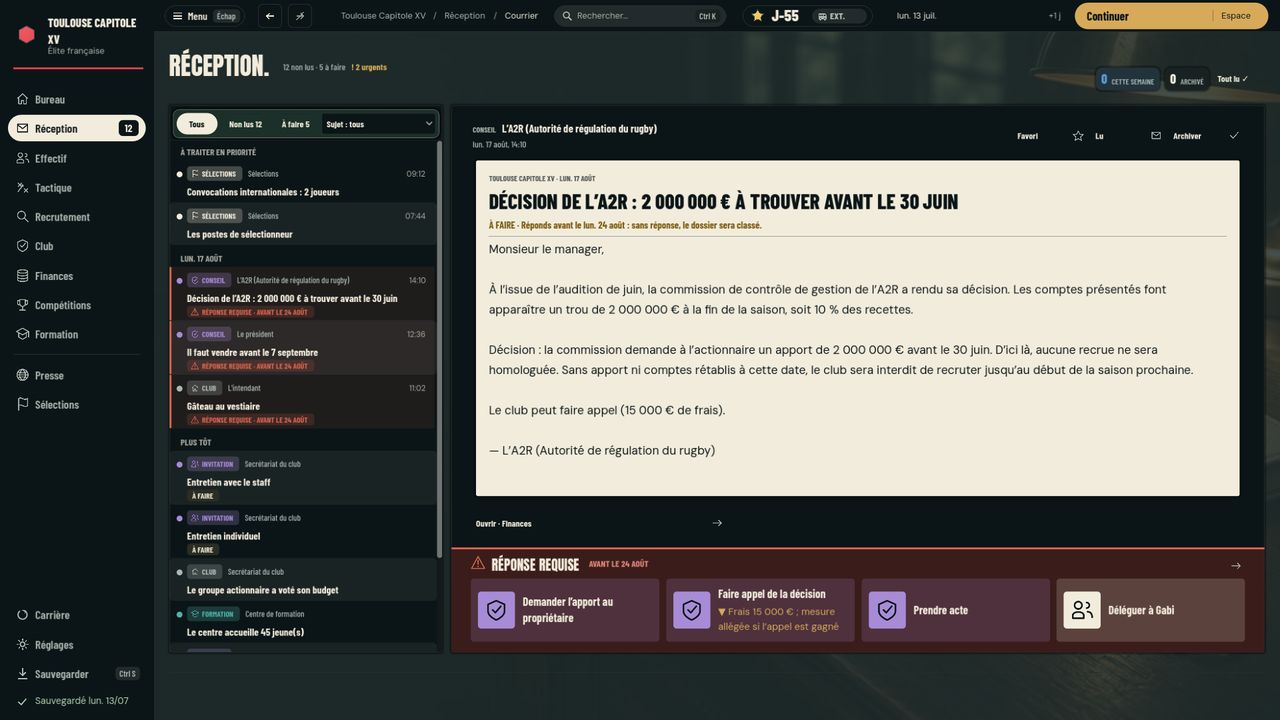 TOULOUSE CAPITOLE XV
Élite française
Menu Échap
Toulouse Capitole XV / Réception / Courrier
Rechercher... Ctrl K
J-55 EXT.
lun. 13 juil.
+1 j
Continuer Espace
Bureau
Réception 12
Effectif
Tactique
Recrutement
Club
Finances
Compétitions
Formation
Presse
Sélections
Carrière
Réglages
Sauvegarder Ctrl S
Sauvegardé lun. 13/07
RÉCEPTION.
12 non lus · 5 à faire ! 2 urgents
0 CETTE SEMAINE
0 ARCHIVÉ
Tout lu ✓
Tous Non lus 12 À faire 5 Sujet : tous
À TRAITER EN PRIORITÉ
SÉLECTIONS Sélections 09:12
Convocations internationales : 2 joueurs
SÉLECTIONS Sélections 07:44
Les postes de sélectionneur
LUN. 17 AOÛT
CONSEIL L'A2R (Autorité de régulation du rugby) 14:10
Décision de l'A2R : 2 000 000 € à trouver avant le 30 juin
RÉPONSE REQUISE · AVANT LE 24 AOÛT
CONSEIL Le président 12:36
Il faut vendre avant le 7 septembre
RÉPONSE REQUISE · AVANT LE 24 AOÛT
CLUB L'intendant 11:02
Gâteau au vestiaire
RÉPONSE REQUISE · AVANT LE 24 AOÛT
PLUS TÔT
INVITATION Secrétariat du club
Entretien avec le staff
À FAIRE
INVITATION Secrétariat du club
Entretien individuel
À FAIRE
CLUB Secrétariat du club
Le groupe actionnaire a voté son budget
FORMATION Centre de formation
Le centre accueille 45 jeune(s)
CONSEIL L'A2R (Autorité de régulation du rugby)
lun. 17 août, 14:10
Favori Lu Archiver
TOULOUSE CAPITOLE XV · LUN. 17 AOÛT
DÉCISION DE L'A2R : 2 000 000 € À TROUVER AVANT LE 30 JUIN
À FAIRE · Réponds avant le lun. 24 août : sans réponse, le dossier sera classé.
Monsieur le manager,
À l'issue de l'audition de juin, la commission de contrôle de gestion de l'A2R a rendu sa décision. Les comptes présentés font
apparaître un trou de 2 000 000 € à la fin de la saison, soit 10 % des recettes.
Décision : la commission demande à l'actionnaire un apport de 2 000 000 € avant le 30 juin. D'ici là, aucune recrue ne sera
homologuée. Sans apport ni comptes rétablis à cette date, le club sera interdit de recruter jusqu'au début de la saison prochaine.
Le club peut faire appel (15 000 € de frais).
— L'A2R (Autorité de régulation du rugby)
Ouvrir · Finances →
RÉPONSE REQUISE AVANT LE 24 AOÛT →
Demander l'apport au
propriétaire
Faire appel de la décision
▼ Frais 15 000 € ; mesure
allégée si l'appel est gagné
Prendre acte
Déléguer à Gabi